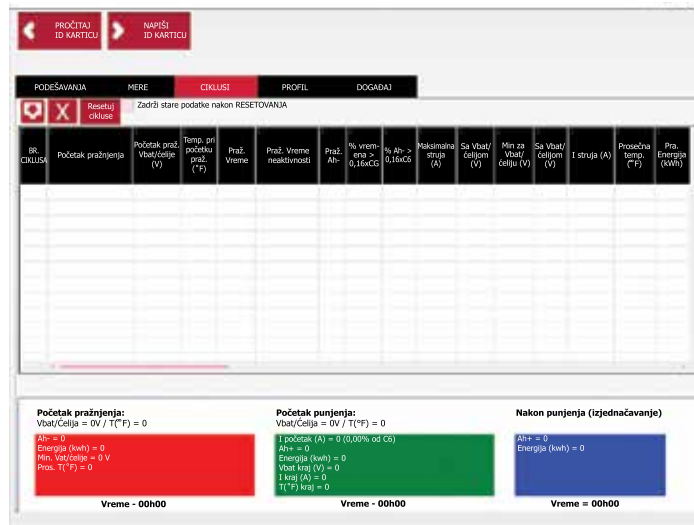 PROČITAJ
ID KARTICU
NAPIŠI
ID KARTICU
PODEŠAVANJA MERE CIKLUSI PROFIL DOGAĐAJ
X
Resetuj
cikluse
Zadrži stare podatke nakon RESETOVANJA
BR.
CIKLUSA
Početak pražnjenja
Početak praž.
Vbat/ćelije
(V)
Temp. pri
početku
praž.
(°F)
Praž.
Vreme
Praž. Vreme
neaktivnosti
Praž.
Ah-
% vrem-
ena >
0,16xCG
% Ah- >
0,16xC6
Maksimalna
struja
(A)
Sa Vbat/
ćelijom
(V)
Min za
Vbat/
ćeliju (V)
Sa Vbat/
ćelijom
(V)
I struja (A)
Prosečna
temp.
(°F)
Pra.
Energija
(kWh)
Početak pražnjenja:
Vbat/Ćelija = 0V / T(°F) = 0
Ah- = 0
Energija (kwh) = 0
Min. Vat/ćelije = 0 V
Pros. T(°F) = 0
Vreme - 00h00
Početak punjenja:
Vbat/Ćelija = 0V / T(°F) = 0
I početak (A) = 0 (0,00% od C6)
Ah+ = 0
Energija (kwh) = 0
Vbat kraj (V) = 0
I kraj (A) = 0
T(°F) kraj = 0
Vreme - 00h00
Nakon punjenja (izjednačavanje)
Ah+ = 0
Energija (kwh) = 0
Vreme = 00h00